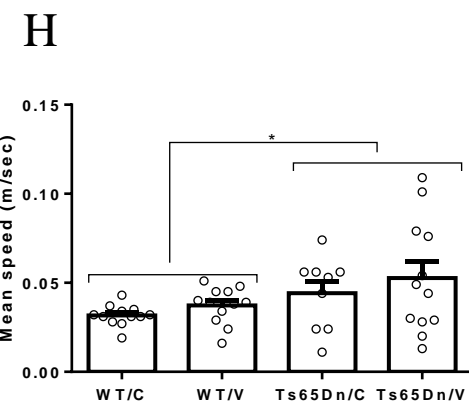 H
0.15
*
0.10
Mean speed (m/sec)
0.05
0.00
WT/C WT/V Ts65Dn/C Ts65Dn/V